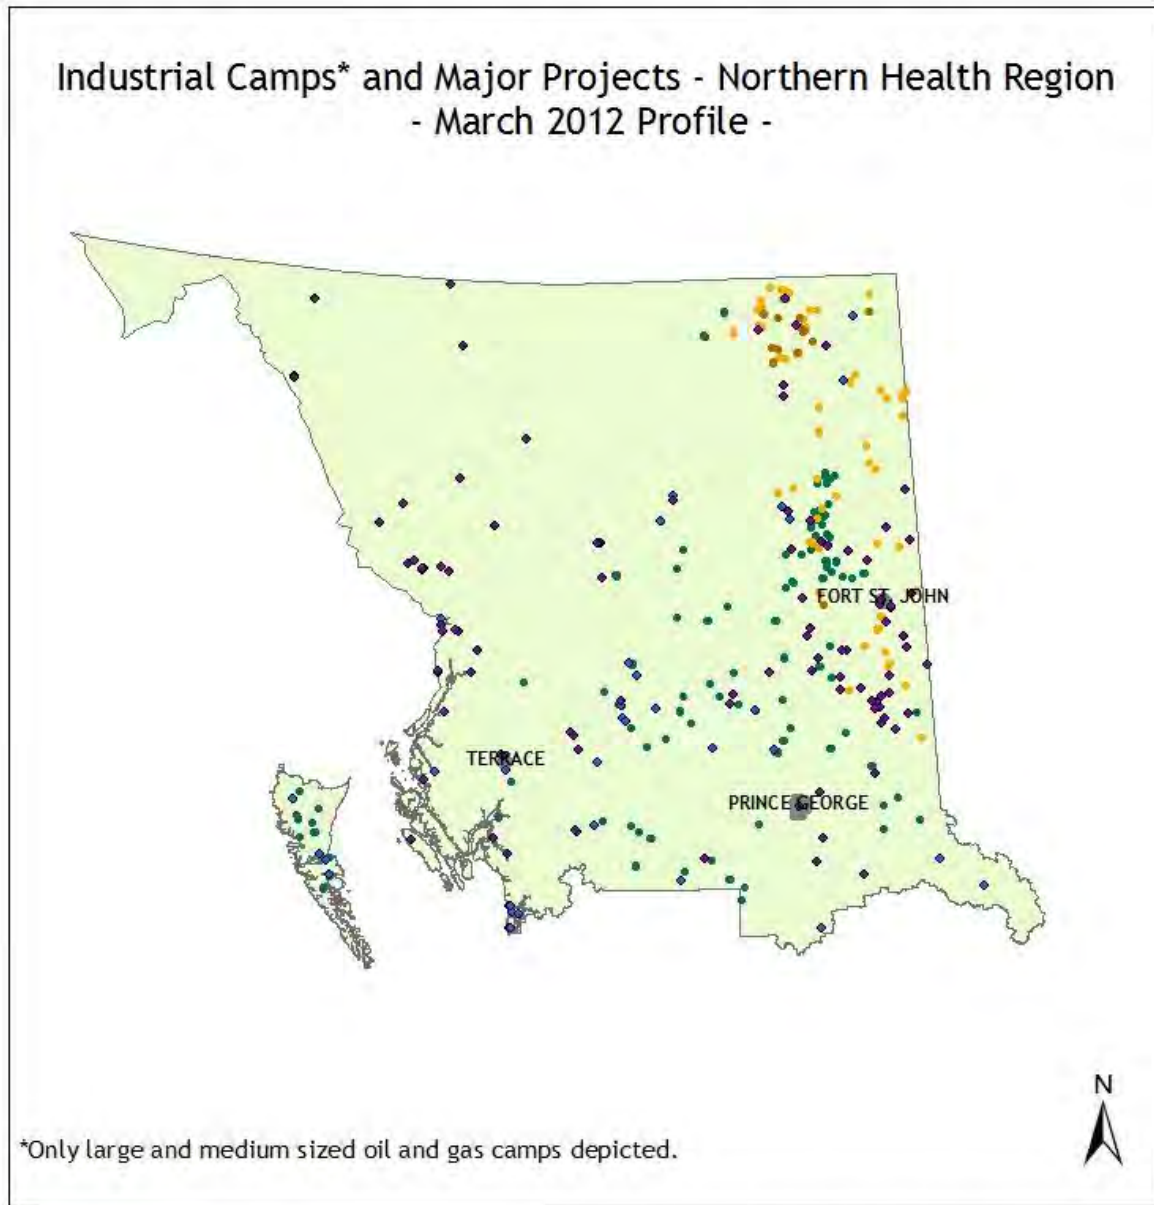 Industrial Camps* and Major Projects - Northern Health Region
- March 2012 Profile -
FORT ST. JOHN
TERRACE
PRINCE GEORGE
N
*Only large and medium sized oil and gas camps depicted.